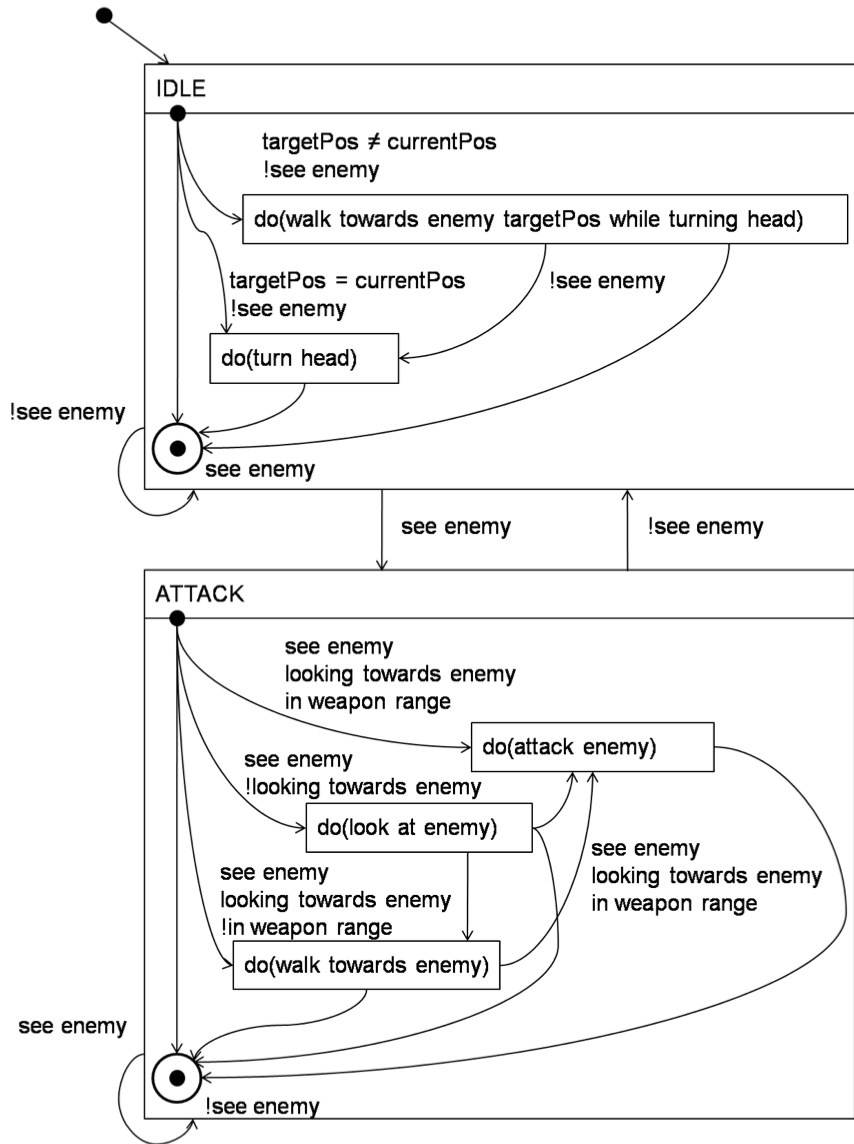 IDLE
targetPos ≠ currentPos
!see enemy
do(walk towards enemy targetPos while turning head)
targetPos = currentPos
!see enemy
!see enemy
do(turn head)
!see enemy
see enemy
see enemy
!see enemy
ATTACK
see enemy
looking towards enemy
in weapon range
do(attack enemy)
see enemy
!looking towards enemy
do(look at enemy)
see enemy
looking towards enemy
in weapon range
see enemy
looking towards enemy
!in weapon range
do(walk towards enemy)
see enemy
!see enemy